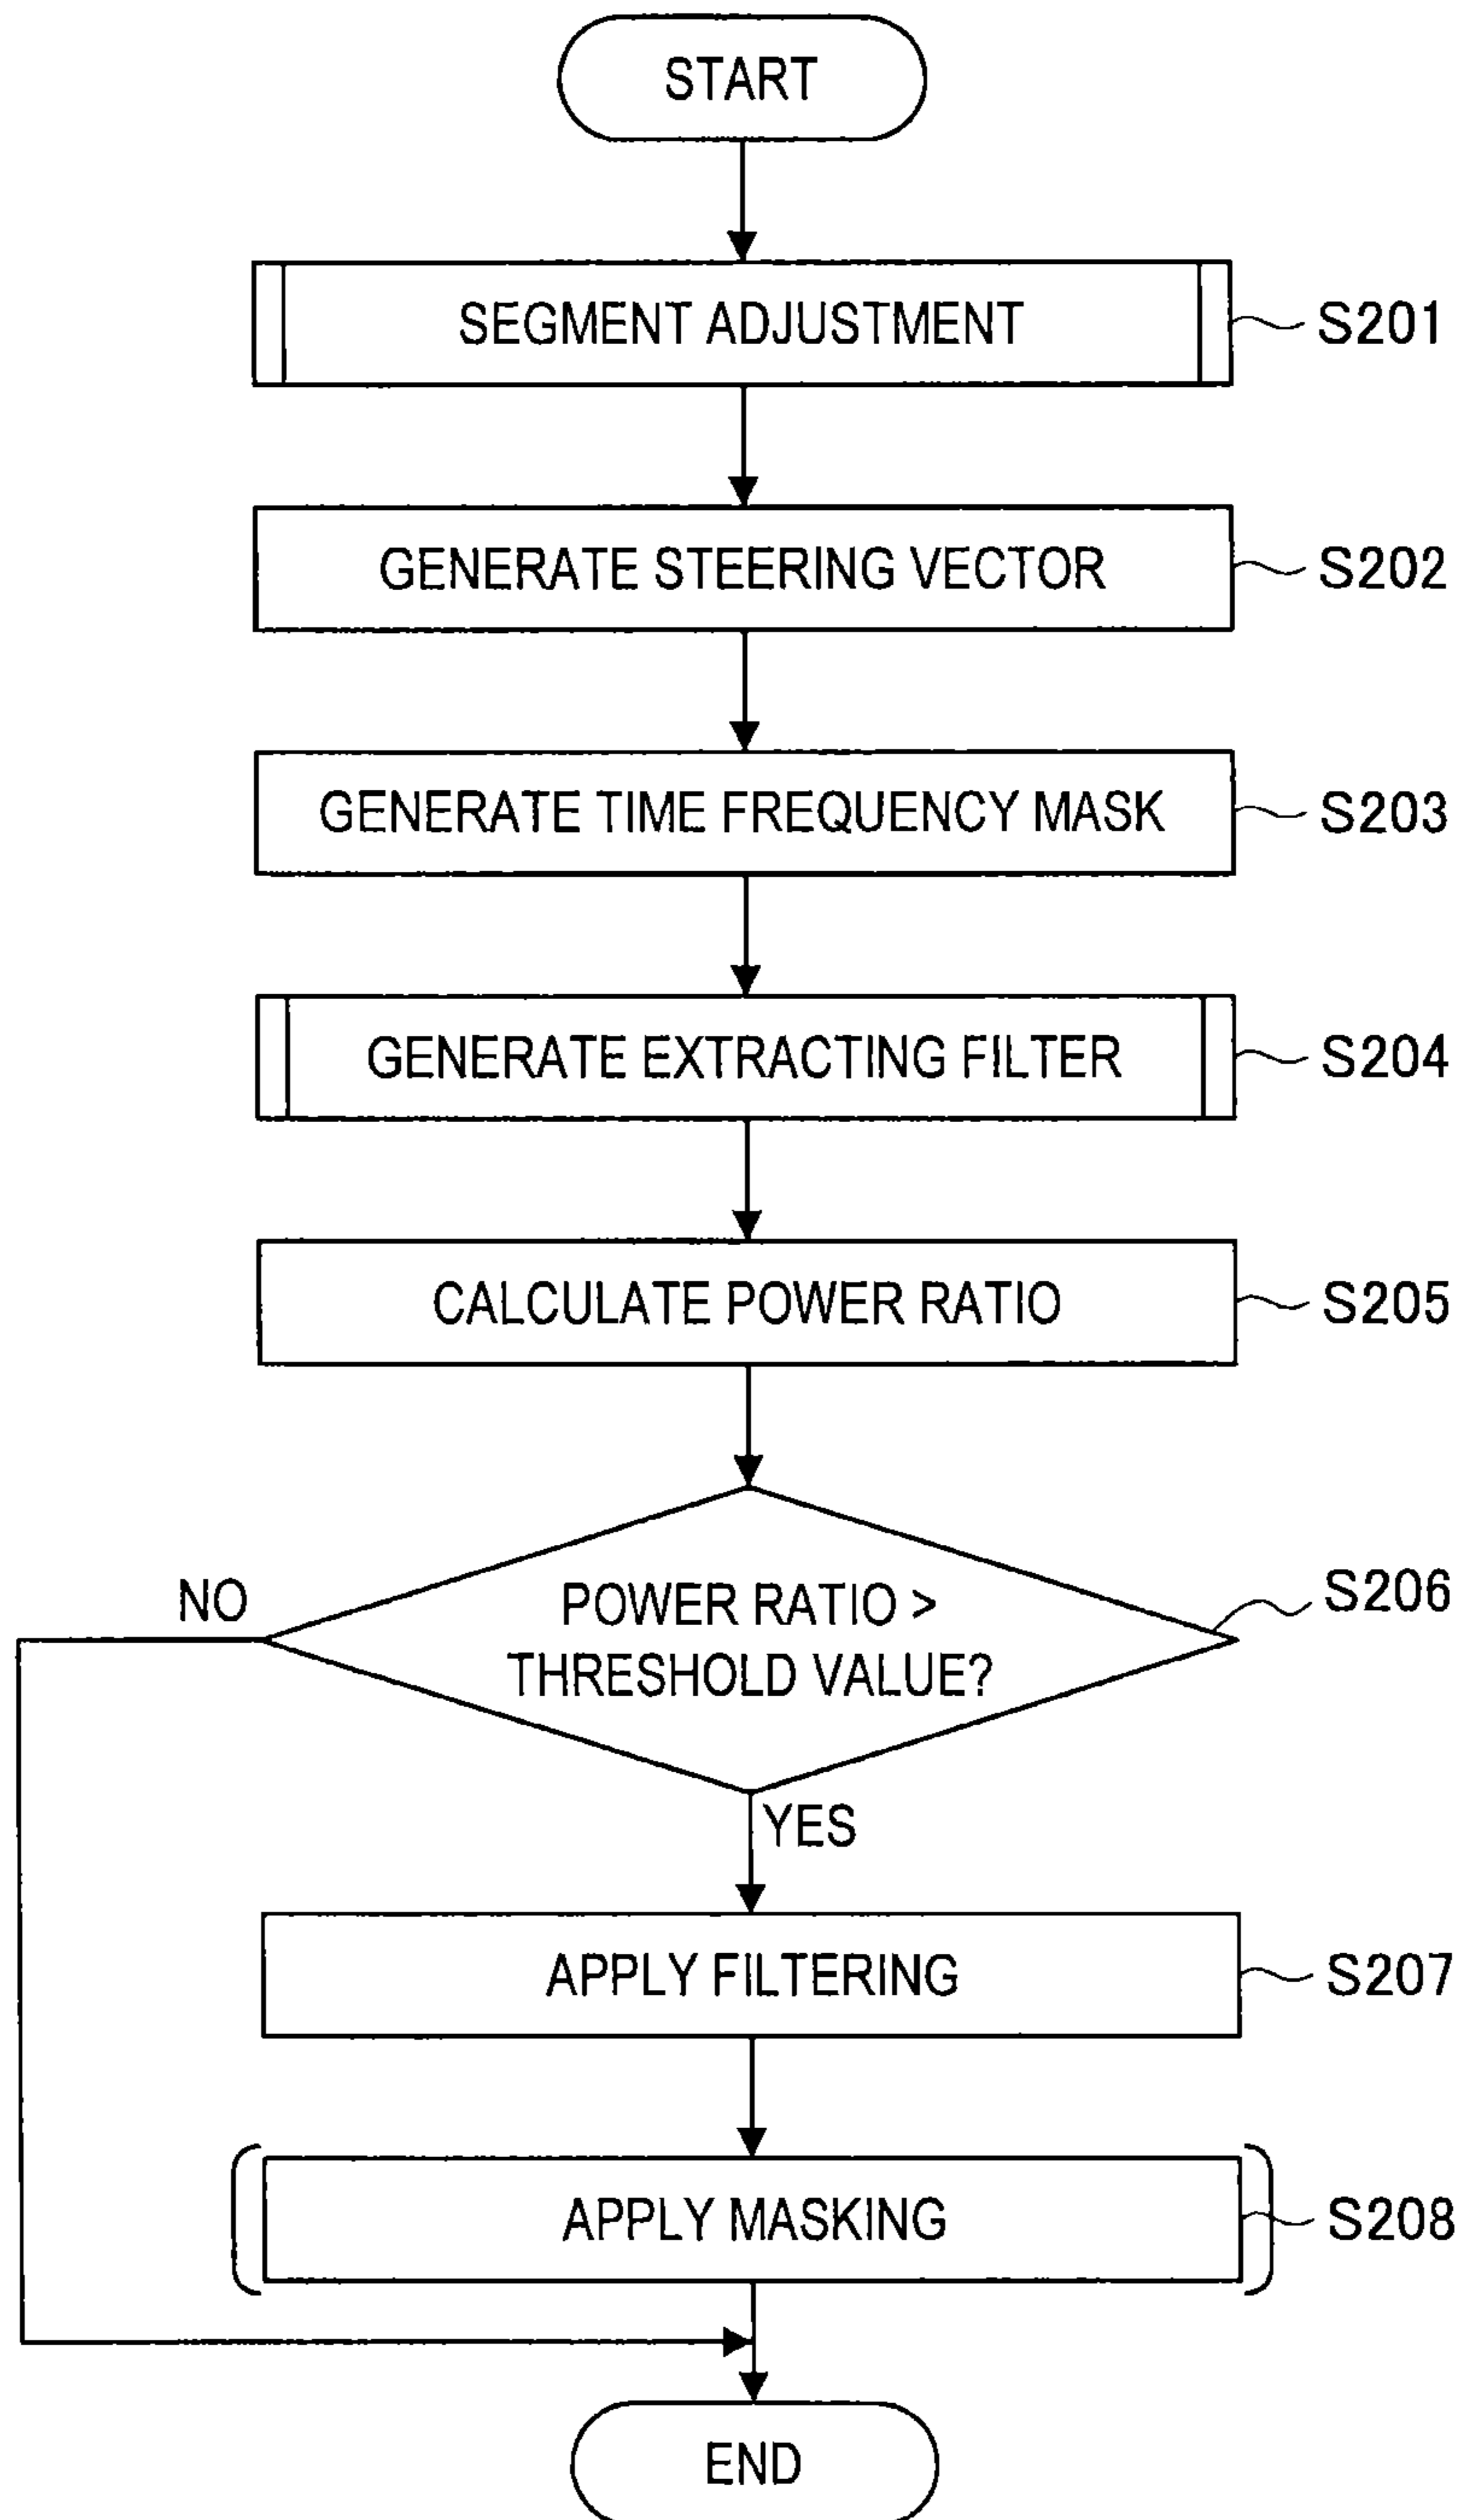 START
SEGMENT ADJUSTMENT
S201
GENERATE STEERING VECTOR
S202
GENERATE TIME FREQUENCY MASK
S203
GENERATE EXTRACTING FILTER
S204
CALCULATE POWER RATIO
S205
NO
POWER RATIO >
THRESHOLD VALUE?
S206
YES
APPLY FILTERING
S207
APPLY MASKING
S208
END